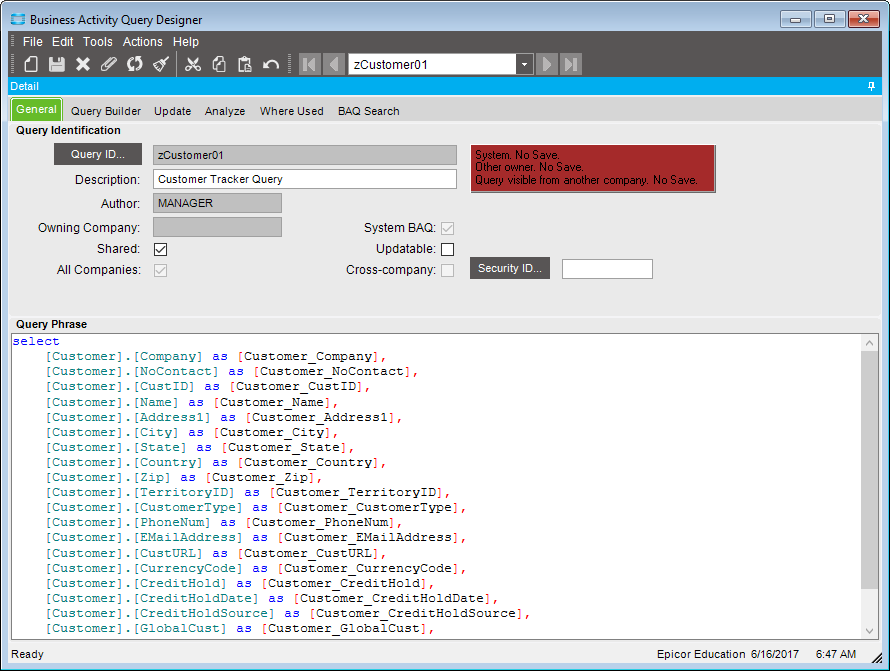 Business Activity Query Designer
File Edit Tools Actions Help
zCustomer01
Detail
General Query Builder Update Analyze Where Used BAQ Search
Query Identification
Query ID... zCustomer01
Description: Customer Tracker Query
Author: MANAGER
Owning Company:
Shared:
All Companies:
System BAQ:
Updatable:
Cross-company:
Security ID...
System. No Save.
Other owner. No Save.
Query visible from another company. No Save.
Query Phrase
select
[Customer].[Company] as [Customer_Company],
[Customer].[NoContact] as [Customer_NoContact],
[Customer].[CustID] as [Customer_CustID],
[Customer].[Name] as [Customer_Name],
[Customer].[Address1] as [Customer_Address1],
[Customer].[City] as [Customer_City],
[Customer].[State] as [Customer_State],
[Customer].[Country] as [Customer_Country],
[Customer].[Zip] as [Customer_Zip],
[Customer].[TerritoryID] as [Customer_TerritoryID],
[Customer].[CustomerType] as [Customer_CustomerType],
[Customer].[PhoneNum] as [Customer_PhoneNum],
[Customer].[EMailAddress] as [Customer_EMailAddress],
[Customer].[CustURL] as [Customer_CustURL],
[Customer].[CurrencyCode] as [Customer_CurrencyCode],
[Customer].[CreditHold] as [Customer_CreditHold],
[Customer].[CreditHoldDate] as [Customer_CreditHoldDate],
[Customer].[CreditHoldSource] as [Customer_CreditHoldSource],
[Customer].[GlobalCust] as [Customer_GlobalCust],
Ready
Epicor Education 6/16/2017 6:47 AM